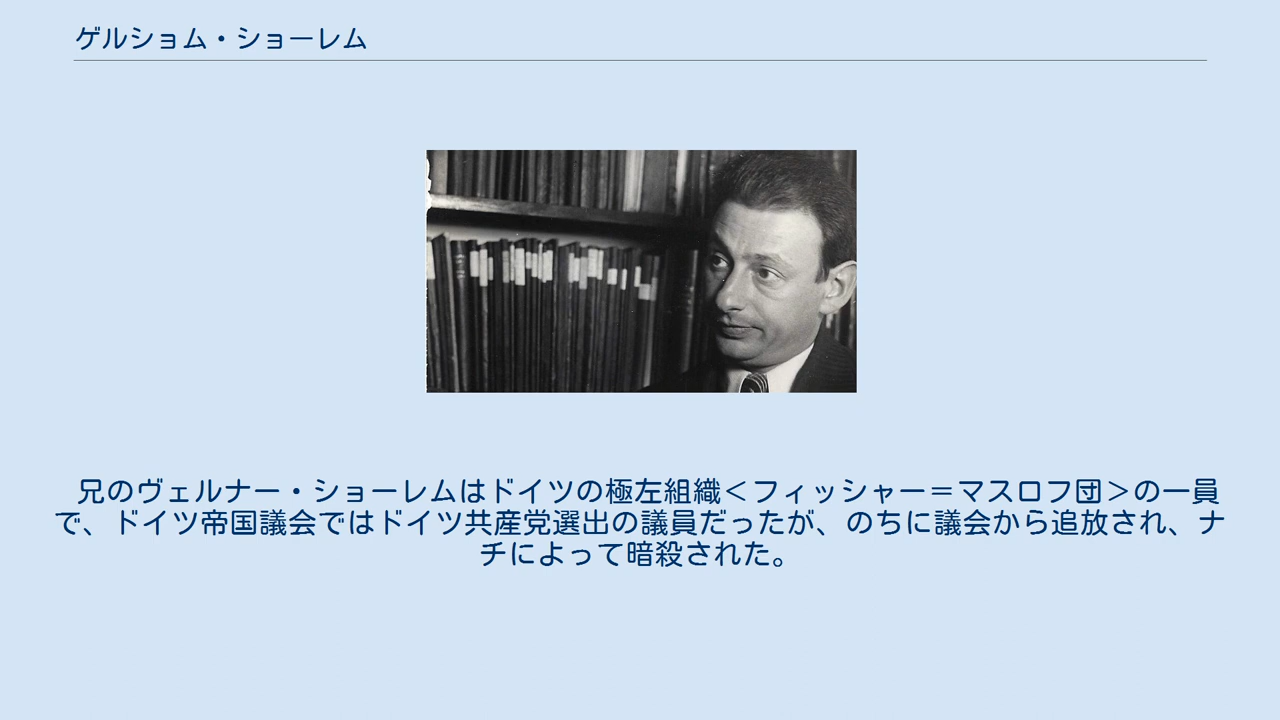 ゲルショム・ショーレム
兄のヴェルナー・ショーレムはドイツの極左組織＜フィッシャー＝マスロフ団＞の一員
で、ドイツ帝国議会ではドイツ共産党選出の議員だったが、のちに議会から追放され、ナ
チによって暗殺された。